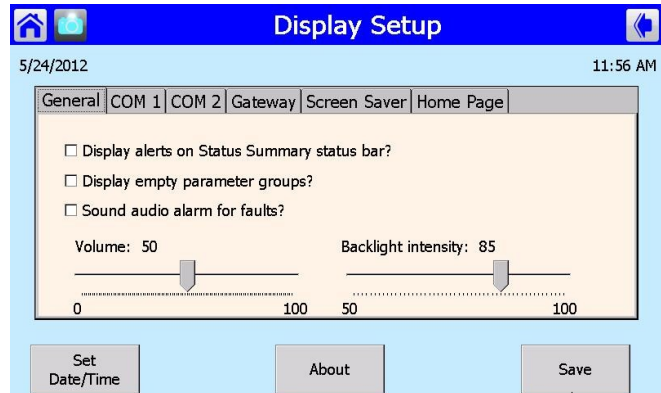 Display Setup
5/24/2012 11:56 AM
General COM 1 COM 2 Gateway Screen Saver Home Page
Display alerts on Status Summary status bar?
Display empty parameter groups?
Sound audio alarm for faults?
Volume: 50 Backlight intensity: 85
0 100 50 100
Set
Date/Time
About
Save